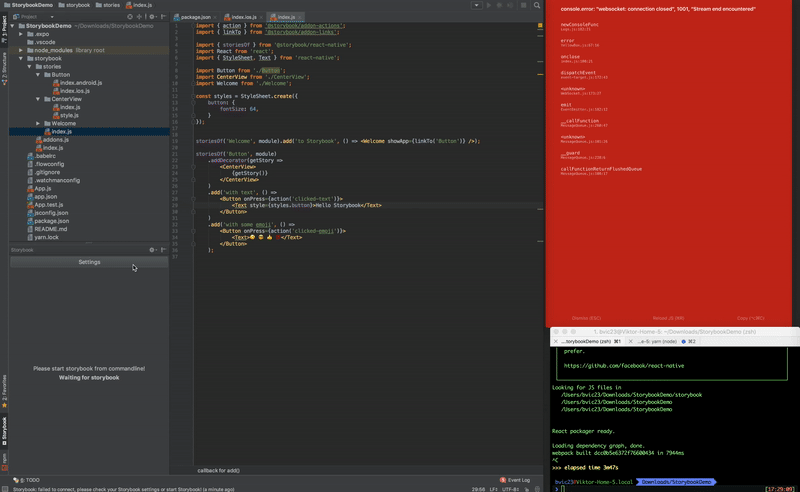 StorybookDemo
storybook
index.js
Project
StorybookDemo ~/Downloads/StorybookDemo
.expo
.vscode
node_modules library root
storybook
stories
Button
index.android.js
index.ios.js
CenterView
index.js
style.js
Welcome
index.js
addons.js
index.js
.babelrc
.flowconfig
.gitignore
.watchmanconfig
App.js
app.json
App.test.js
jsconfig.json
package.json
README.md
yarn.lock
Storybook
Settings
Please start storybook from commandline!
Waiting for storybook
package.json
index.ios.js
index.js
import { action } from '@storybook/addon-actions';
import { linkTo } from '@storybook/addon-links';
import { storiesOf } from '@storybook/react-native';
import React from 'react';
import { StyleSheet, Text } from 'react-native';
import Button from './Button';
import CenterView from './CenterView';
import Welcome from './Welcome';
const styles = StyleSheet.create({
button: {
fontSize: 64,
}
});
storiesOf('Welcome', module).add('to Storybook', () => <Welcome showApp={linkTo('Button')} />);
storiesOf('Button', module)
.addDecorator(getStory =>
<CenterView>
{getStory()}
</CenterView>
)
.add('with text', () =>
<Button onPress={action('clicked-text')}>
<Text style={styles.button}>Hello Storybook</Text>
</Button>
)
.add('with some emoji', () =>
<Button onPress={action('clicked-emoji')}>
<Text>😀 😎 👍 💯</Text>
</Button>
);
callback for add()
6: TODO
Event Log
Storybook: failed to connect, please check your Storybook settings or start Storybook! (a minute ago)
29:56
LF
UTF-8
console.error: "websocket: connection closed", 1001, "Stream end encountered"
newConsoleFunc
error
onclose
dispatchEvent
<unknown>
emit
__callFunction
<unknown>
__guard
callFunctionReturnFlushedQueue
Dismiss (ESC)
Reload JS (⌘R)
1. bvic23@Viktor-Home-5: ~/Downloads/StorybookDemo (zsh)
...torybookDemo (zsh) ⌘1
...e-5: yarn (node)
⌘2
prefer.
https://github.com/facebook/react-native
Looking for JS files in
/Users/bvic23/Downloads/StorybookDemo/storybook
/Users/bvic23/Downloads/StorybookDemo
/Users/bvic23/Downloads/StorybookDemo
React packager ready.
Loading dependency graph, done.
webpack built dcc0b5e6372f76600434 in 7944ms
^C
>>> elapsed time 3m47s
bvic23@Viktor-Home-5.local
Downloads/StorybookDemo
[17:29:09]